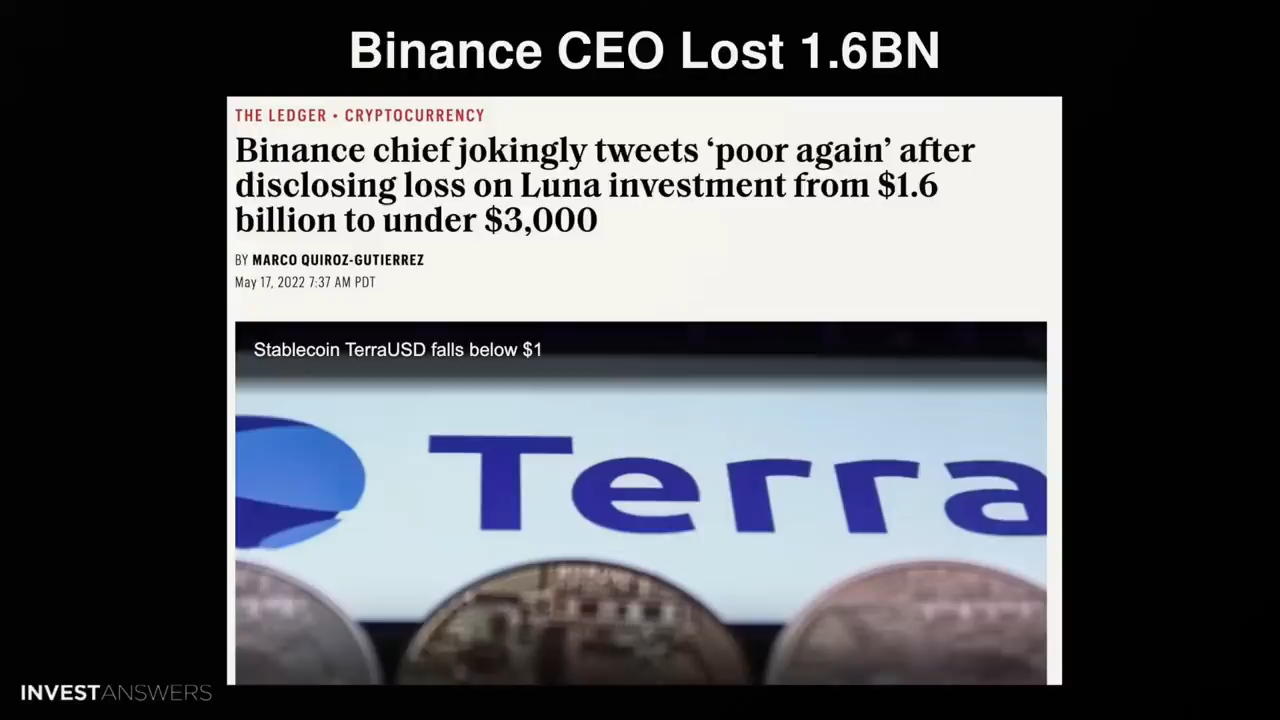 Binance CEO Lost 1.6BN
THE LEDGER • CRYPTOCURRENCY
Binance chief jokingly tweets ‘poor again’ after
disclosing loss on Luna investment from $1.6
billion to under $3,000
BY MARCO QUIROZ-GUTIERREZ
May 17, 2022 7:37 AM PDT
Stablecoin TerraUSD falls below $1
Terra
INVESTANSWERS